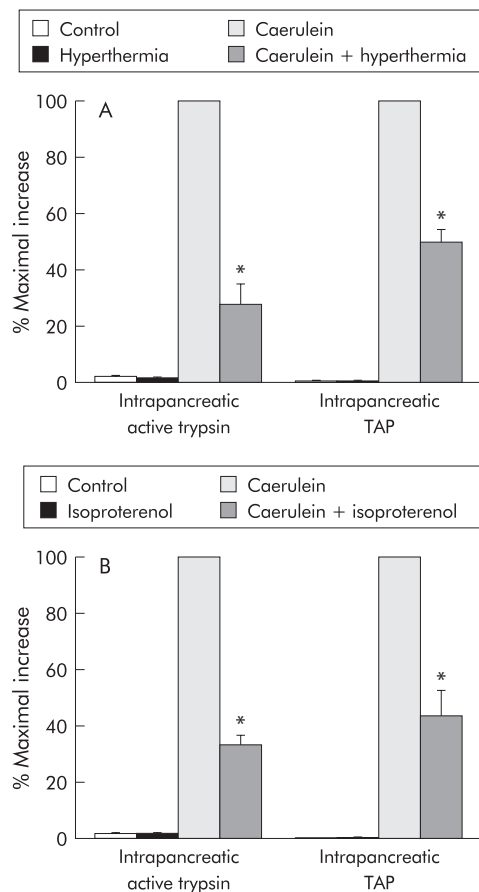 Control
Caerulein
Hyperthermia
Caerulein + hyperthermia
A
100
80
60
40
20
0
% Maximal increase
*
*
Intrapancreatic
active trypsin
Intrapancreatic
TAP
Control
Caerulein
Isoproterenol
Caerulein + isoproterenol
B
100
80
60
40
20
0
% Maximal increase
*
*
Intrapancreatic
active trypsin
Intrapancreatic
TAP